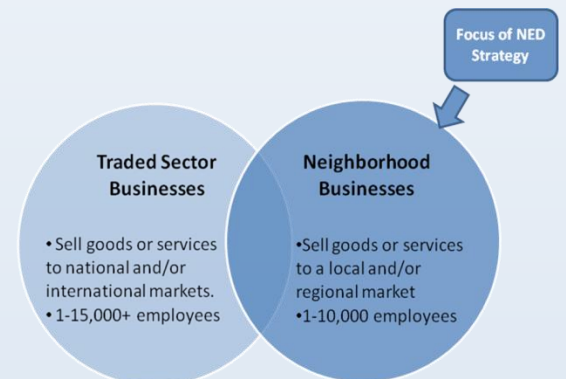 Focus of NED
Strategy
Traded Sector
Businesses
• Sell goods or services
to national and/or
international markets.
• 1-15,000+ employees
Neighborhood
Businesses
•Sell goods or services
to a local and/or
regional market
•1-10,000 employees